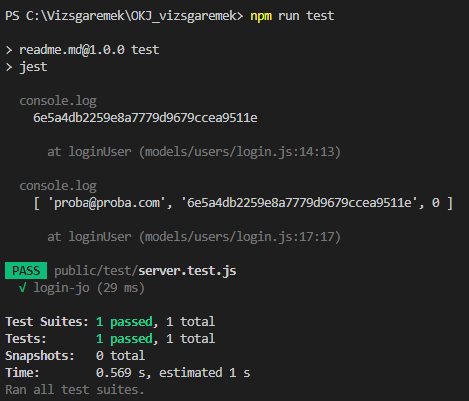 PS C:\Vizsgaremek\OKJ_vizsgaremek> npm run test
> readme.md@1.0.0 test
> jest
console.log
6e5a4db2259e8a7779d9679ccea9511e
at loginUser (models/users/login.js:14:13)
console.log
[ 'proba@proba.com', '6e5a4db2259e8a7779d9679ccea9511e', 0 ]
at loginUser (models/users/login.js:17:17)
PASS public/test/server.test.js
√ login-jo (29 ms)
Test Suites: 1 passed, 1 total
Tests: 1 passed, 1 total
Snapshots: 0 total
Time: 0.569 s, estimated 1 s
Ran all test suites.